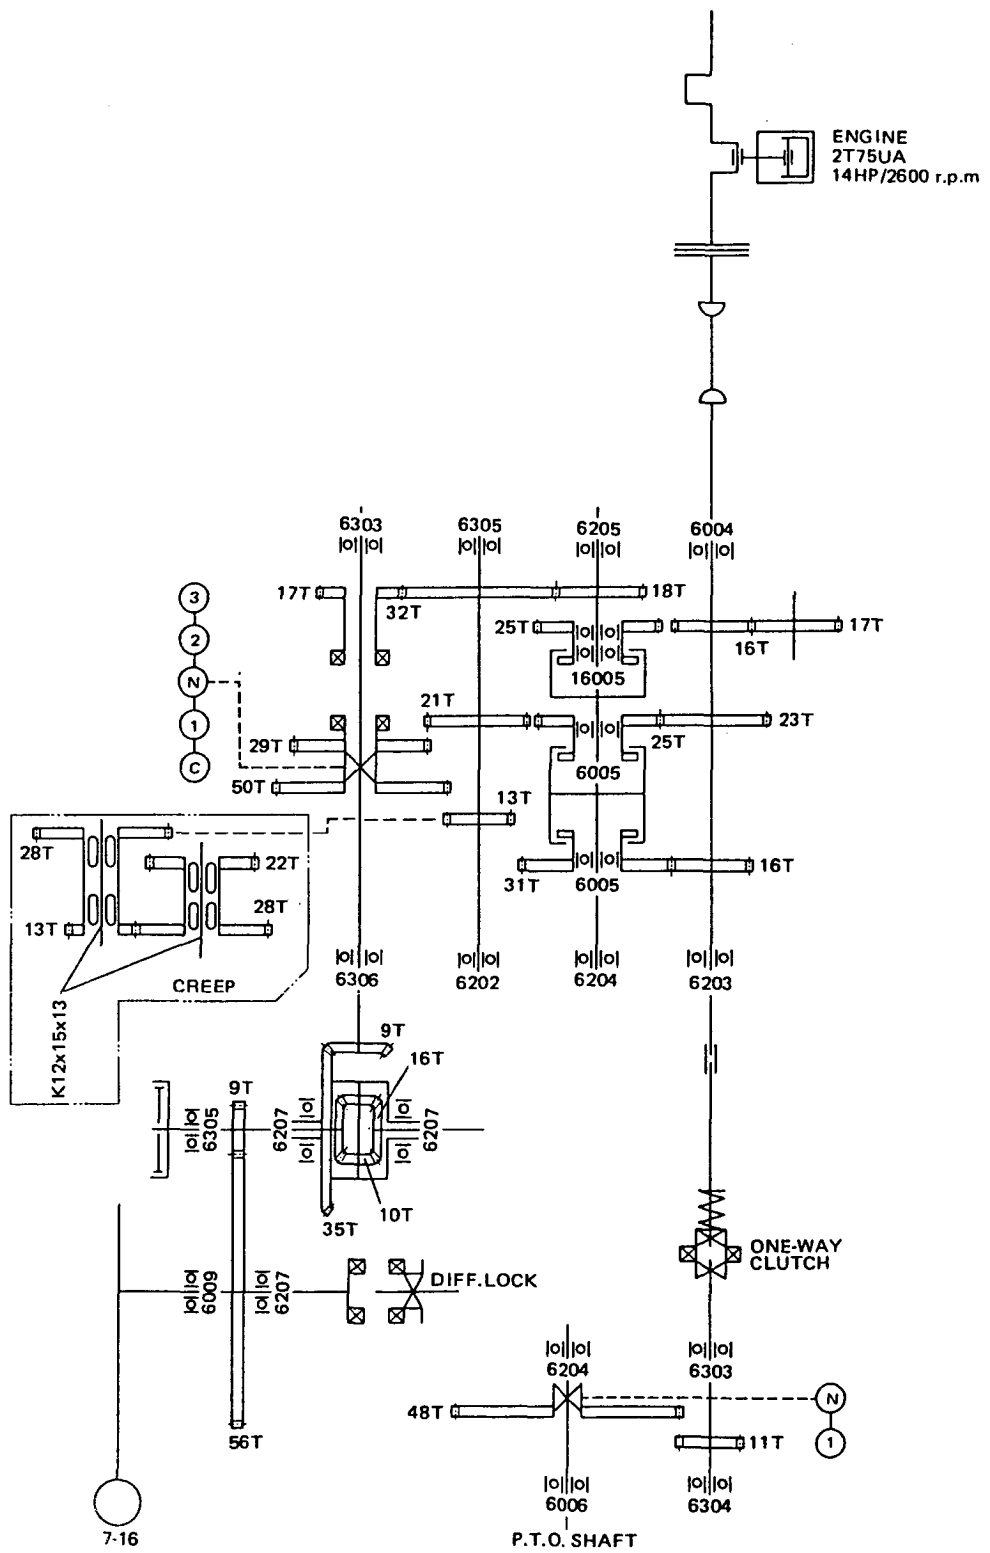 ENGINE
2T75UA
14HP/2600 r.p.m
6303
6305
6205
6004
17T
32T
18T
3
25T
16T
17T
2
16005
N
21T
1
29T
25T
23T
C
6005
50T
13T
28T
22T
31T
6005
16T
28T
13T
CREEP
6306
6202
6204
6203
K12x15x13
9T
16T
9T
6305
6207
6207
35T
10T
ONE-WAY
CLUTCH
6009
6207
DIFF.LOCK
6204
6303
48T
N
56T
11T
1
6006
6304
7-16
P.T.O. SHAFT